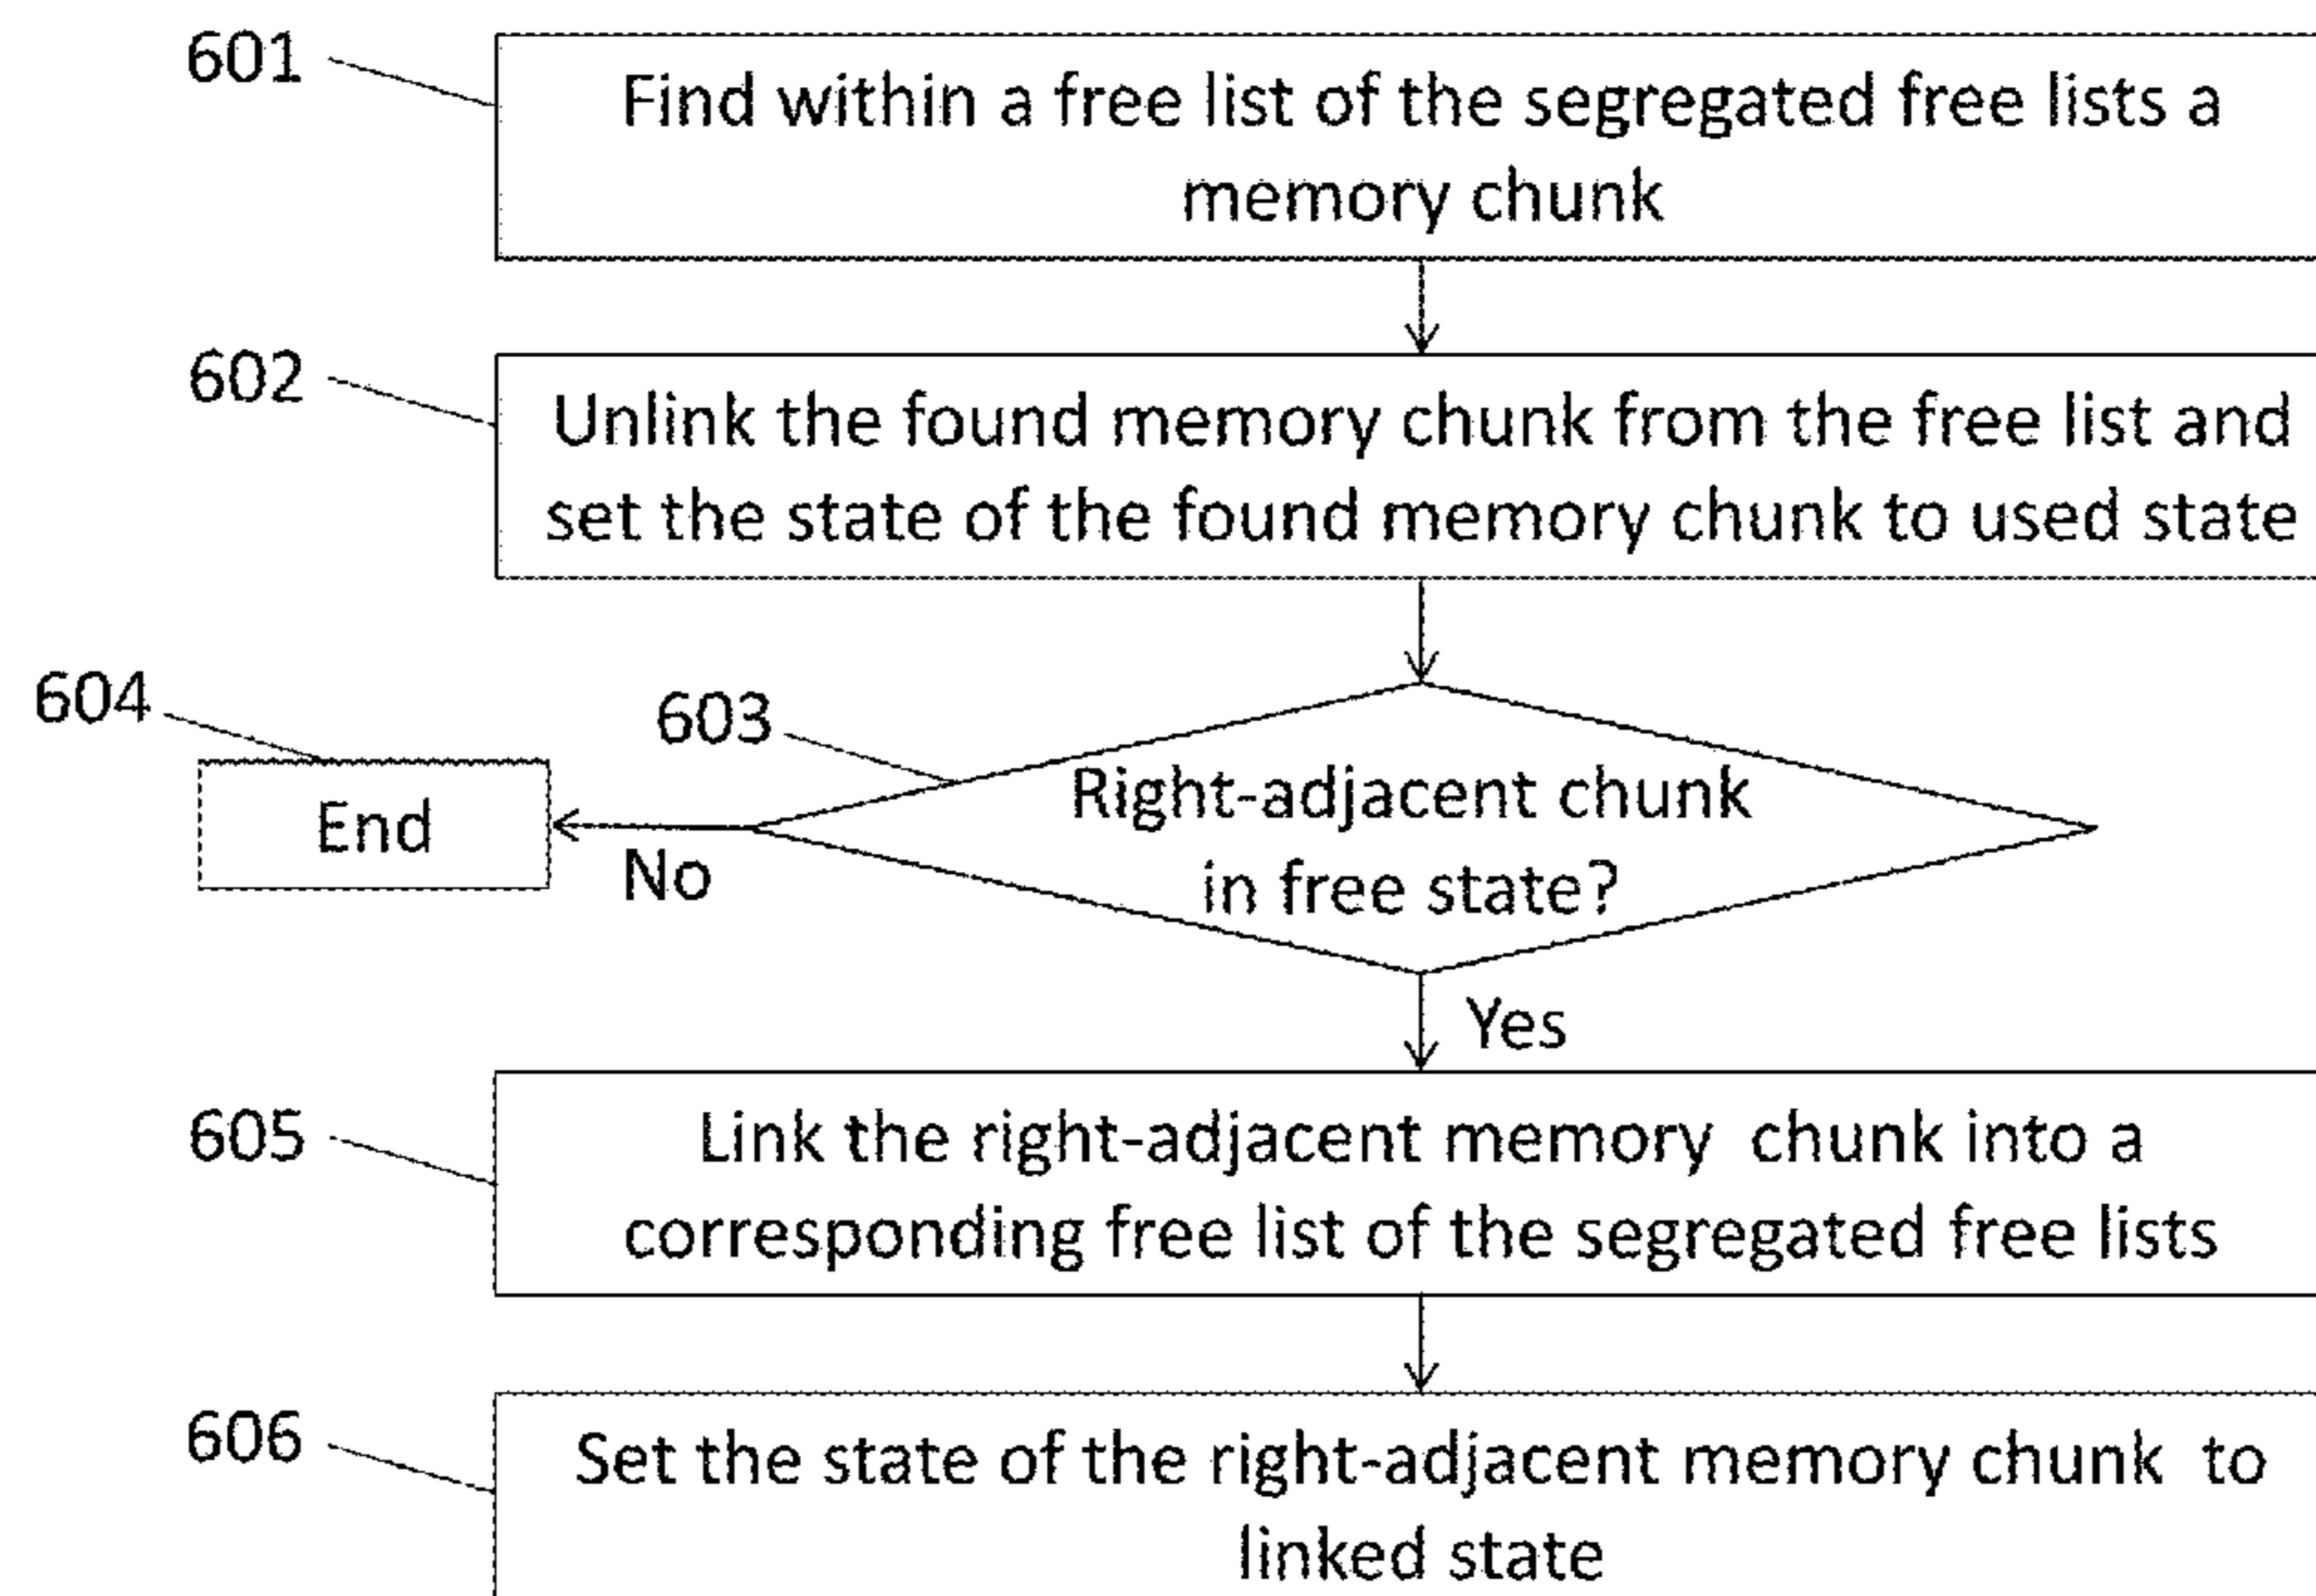 601
Find within a free list of the segregated free lists a
memory chunk
602
Unlink the found memory chunk from the free list and
set the state of the found memory chunk to used state
604
603
Right-adjacent chunk
in free state?
End
No
Yes
605
Link the right-adjacent memory chunk into a
corresponding free list of the segregated free lists
606
Set the state of the right-adjacent memory chunk to
linked state